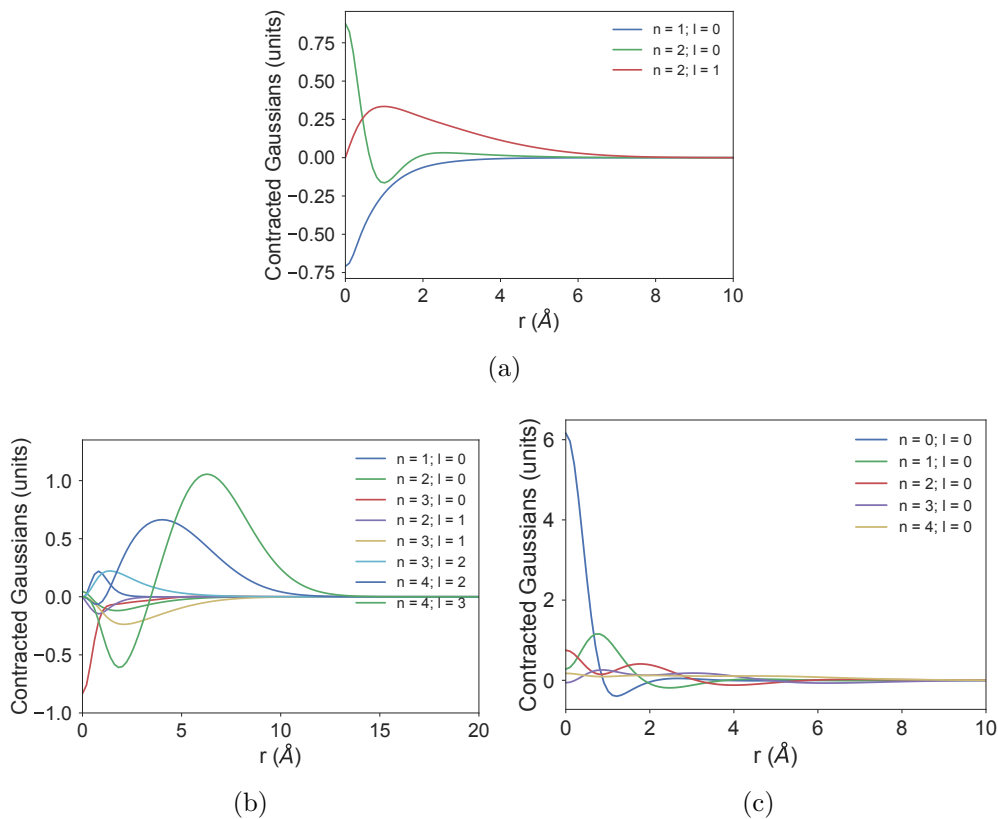 Contracted Gaussians (units)
0.75
0.50
0.25
0.00
−0.25
−0.50
−0.75
n = 1; l = 0
n = 2; l = 0
n = 2; l = 1
0
2
4
6
8
10
r (Å)
(a)
Contracted Gaussians (units)
1.0
0.5
0.0
−0.5
−1.0
n = 1; l = 0
n = 2; l = 0
n = 3; l = 0
n = 2; l = 1
n = 3; l = 1
n = 3; l = 2
n = 4; l = 2
n = 4; l = 3
0
5
10
15
20
r (Å)
(b)
Contracted Gaussians (units)
6
4
2
0
n = 0; l = 0
n = 1; l = 0
n = 2; l = 0
n = 3; l = 0
n = 4; l = 0
0
2
4
6
8
10
r (Å)
(c)